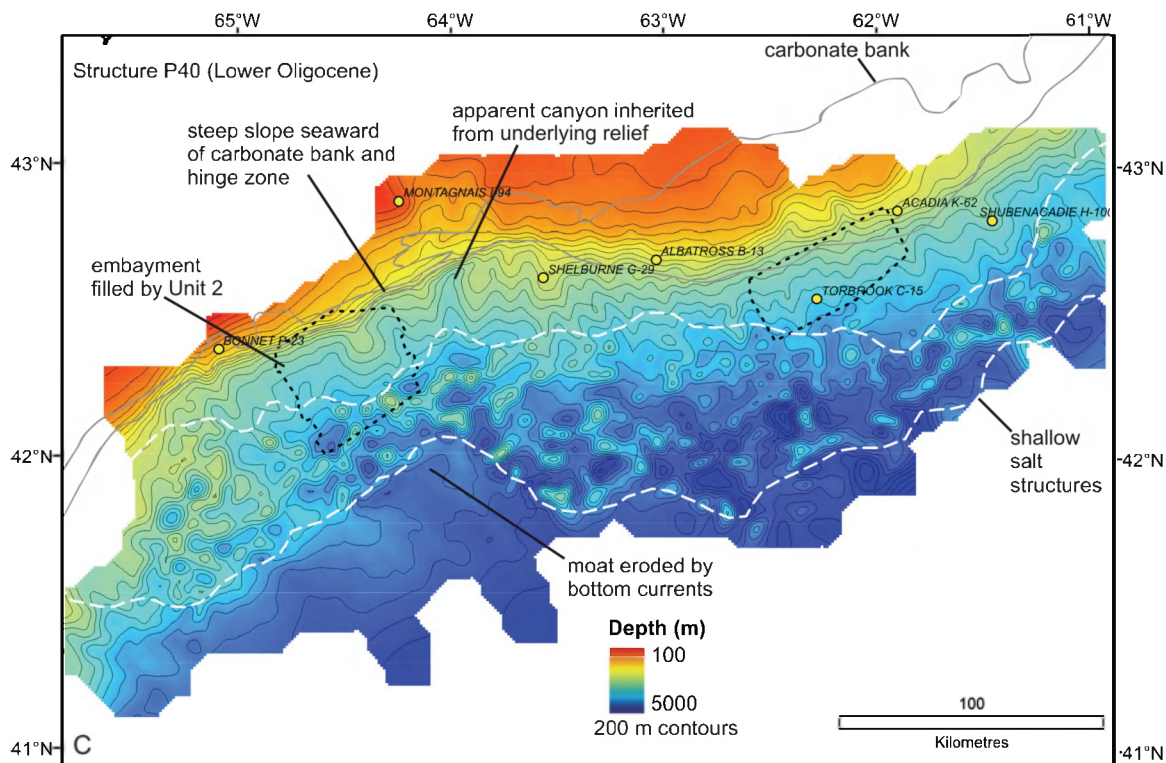 65°W
64°W
63°W
62°W
61°W
Structure P40 (Lower Oligocene)
carbonate bank
apparent canyon inherited
from underlying relief
steep slope seaward
of carbonate bank and
hinge zone
43°N
43°N
MONTAGNAIS I-94
ACADIA K-62
SHUBENACADIE H-100
ALBATROSS B-13
SHELBURNE G-29
embayment
filled by Unit 2
TORBROOK C-15
BONNET P-23
42°N
42°N
shallow
salt
structures
moat eroded by
bottom currents
Depth (m)
100
5000
200 m contours
100
Kilometres
C
41°N
41°N